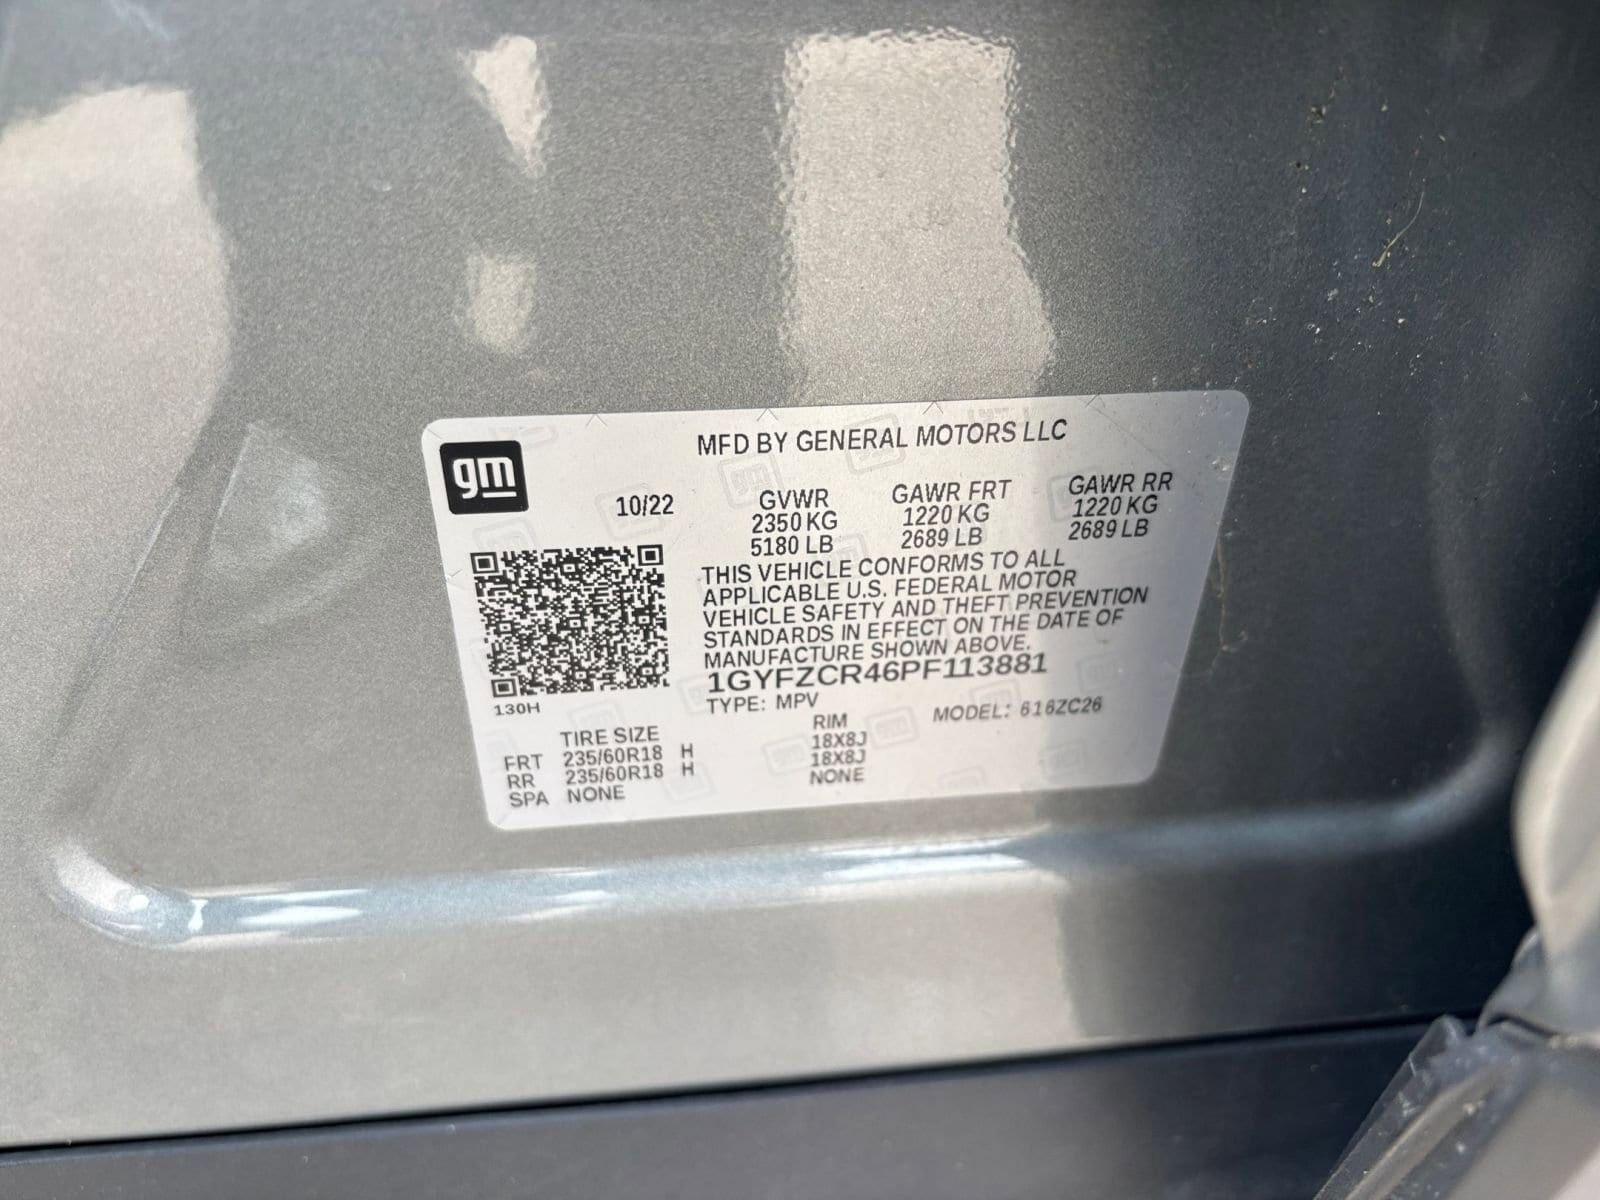 gm
MFD BY GENERAL MOTORS LLC
10/22
GVWR GAWR FRT GAWR RR
2350 KG 1220 KG 1220 KG
5180 LB 2689 LB 2689 LB
THIS VEHICLE CONFORMS TO ALL
APPLICABLE U.S. FEDERAL MOTOR
VEHICLE SAFETY AND THEFT PREVENTION
STANDARDS IN EFFECT ON THE DATE OF
MANUFACTURE SHOWN ABOVE.
1GYFZCR46PF113881
TYPE: MPV MODEL: 6162C26
130H
TIRE SIZE RIM
FRT 235/60R18 H 18X8J
RR 235/60R18 H 18X8J
SPA NONE NONE